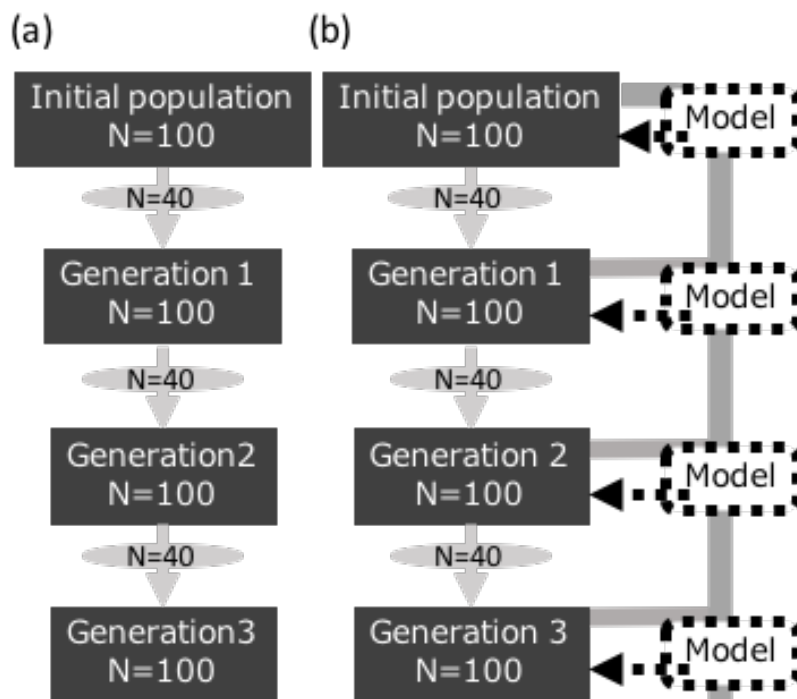 (a)
Initial population
N=100
N=40
Generation 1
N=100
N=40
Generation2
N=100
N=40
Generation3
N=100
(b)
Initial population
N=100
Model
N=40
Generation 1
N=100
Model
N=40
Generation 2
N=100
Model
N=40
Generation 3
N=100
Model